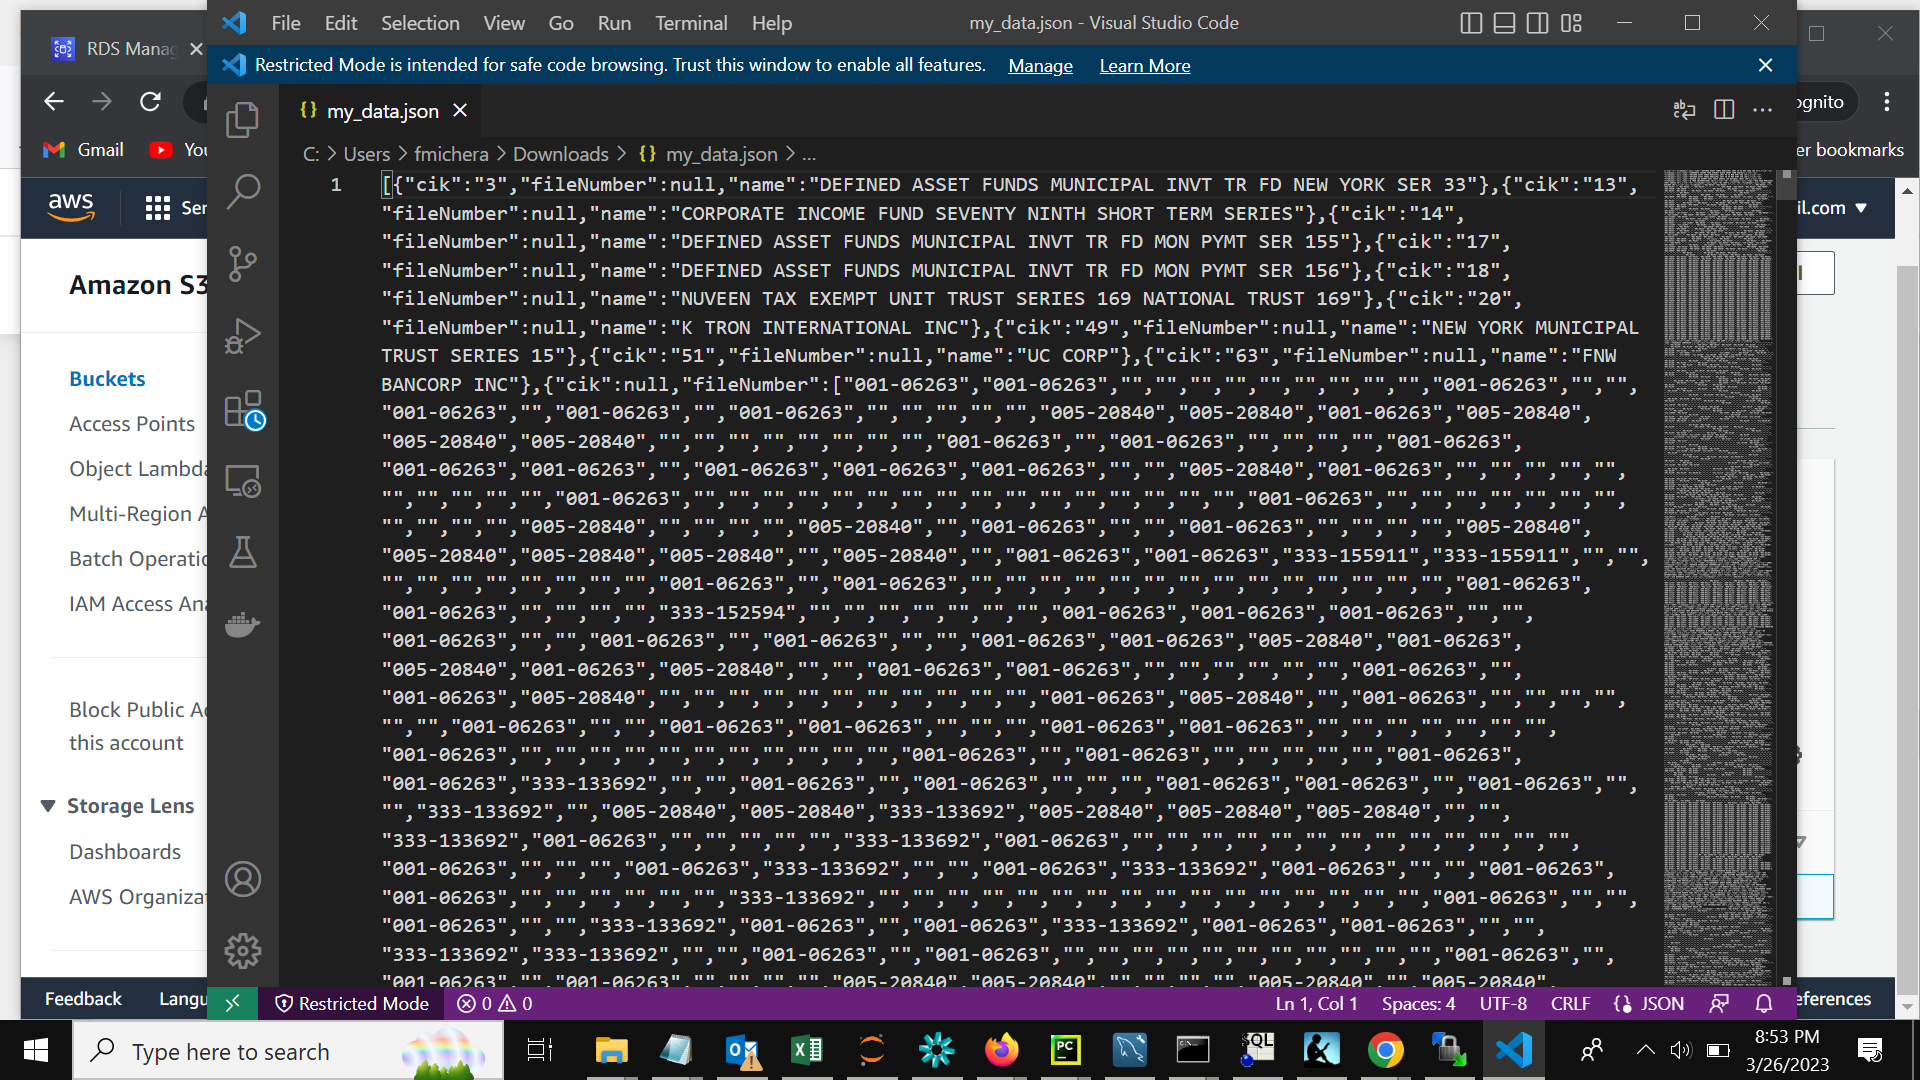 RDS Manag
File Edit Selection View Go Run Terminal Help
my_data.json - Visual Studio Code
Restricted Mode is intended for safe code browsing. Trust this window to enable all features. Manage Learn More
my_data.json
ognito
Gmail
You
er bookmarks
C: > Users > fmichera > Downloads > {} my_data.json > ...
aws
Ser
il.com
1
[{"cik":"3","fileNumber":null,"name":"DEFINED ASSET FUNDS MUNICIPAL INVT TR FD NEW YORK SER 33"},{"cik":"13",
"fileNumber":null,"name":"CORPORATE INCOME FUND SEVENTY NINTH SHORT TERM SERIES"},{"cik":"14",
"fileNumber":null,"name":"DEFINED ASSET FUNDS MUNICIPAL INVT TR FD MON PYMT SER 155"},{"cik":"17",
"fileNumber":null,"name":"DEFINED ASSET FUNDS MUNICIPAL INVT TR FD MON PYMT SER 156"},{"cik":"18",
"fileNumber":null,"name":"NUVEEN TAX EXEMPT UNIT TRUST SERIES 169 NATIONAL TRUST 169"},{"cik":"20",
"fileNumber":null,"name":"K TRON INTERNATIONAL INC"},{"cik":"49","fileNumber":null,"name":"NEW YORK MUNICIPAL
TRUST SERIES 15"},{"cik":"51","fileNumber":null,"name":"UC CORP"},{"cik":"63","fileNumber":null,"name":"FNW
BANCORP INC"},{"cik":null,"fileNumber":["001-06263","001-06263","","","","","","","","","001-06263","","",
"001-06263","","001-06263","","001-06263","","","","","","005-20840","005-20840","001-06263","005-20840",
"005-20840","005-20840","","","","","","","","","001-06263","","001-06263","","","","","001-06263",
"001-06263","001-06263","","001-06263","001-06263","001-06263","","","005-20840","001-06263","","","","","",
"","","","","","001-06263","","","","","","","","","","","","","","","","001-06263","","","","","","","",
"","","","","005-20840","","","","","005-20840","","001-06263","","001-06263","","","","","005-20840",
"005-20840","005-20840","005-20840","","005-20840","","001-06263","001-06263","333-155911","333-155911","","",
"","","","","","","","","001-06263","","001-06263","","","","","","","","","","","","","","","001-06263",
"001-06263","","","","","333-152594","","","","","","","","001-06263","001-06263","001-06263","","",
"001-06263","","","001-06263","","001-06263","","","001-06263","001-06263","005-20840","001-06263",
"005-20840","001-06263","005-20840","","","001-06263","001-06263","","","","","","","001-06263","",
"001-06263","005-20840","","","","","","","","","","","","001-06263","005-20840","","001-06263","","","","",
"","","001-06263","","","001-06263","001-06263","","","","001-06263","001-06263","","","","","","","",
"001-06263","","","","","","","","","","","","001-06263","","","001-06263","","","","","","001-06263",
"001-06263","333-133692","","","001-06263","","001-06263","","","","001-06263","001-06263","","001-06263","",
"","333-133692","","005-20840","005-20840","333-133692","005-20840","005-20840","005-20840","","",
"333-133692","001-06263","","","","","","333-133692","001-06263","","","","","","","","","","","","","",
"001-06263","","","","001-06263","333-133692","","","001-06263","333-133692","001-06263","","","001-06263",
"001-06263","","","","","","","333-133692","","","","","","","","","","","","","","","","","001-06263","","",
"001-06263","","","333-133692","001-06263","","001-06263","333-133692","001-06263","001-06263","","",
"333-133692","333-133692","","","","001-06263","","001-06263","","","","","","","","","","","","001-06263","",
"001-06263","","001-06263","","","","","","","005-20840","005-20840","","","","","005-20840","","005-20840",
Amazon S3
Buckets
Access Points
Object Lambda
Multi-Region A
Batch Operatio
IAM Access Ana
Block Public Ac
this account
Storage Lens
Dashboards
AWS Organizat
Feedback Langu
eferences
Restricted Mode 0 0
Ln 1, Col 1 Spaces: 4 UTF-8 CRLF {} JSON
Type here to search
PC
SQL
8:53 PM
3/26/2023